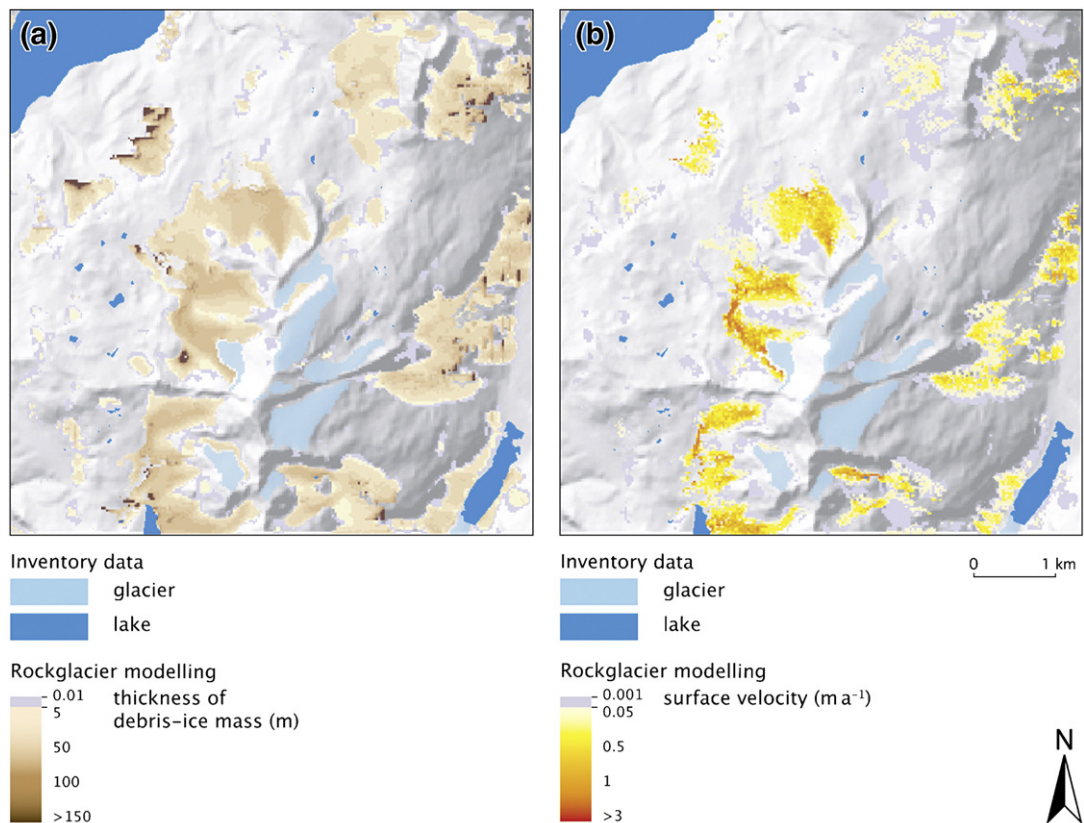 (a)
(b)
Inventory data
glacier
lake
Rockglacier modelling
0.01
5
50
100
>150
thickness of
debris–ice mass (m)
Inventory data
glacier
lake
0 1 km
Rockglacier modelling
0.001
0.05
0.5
1
>3
surface velocity (m a⁻¹)
N